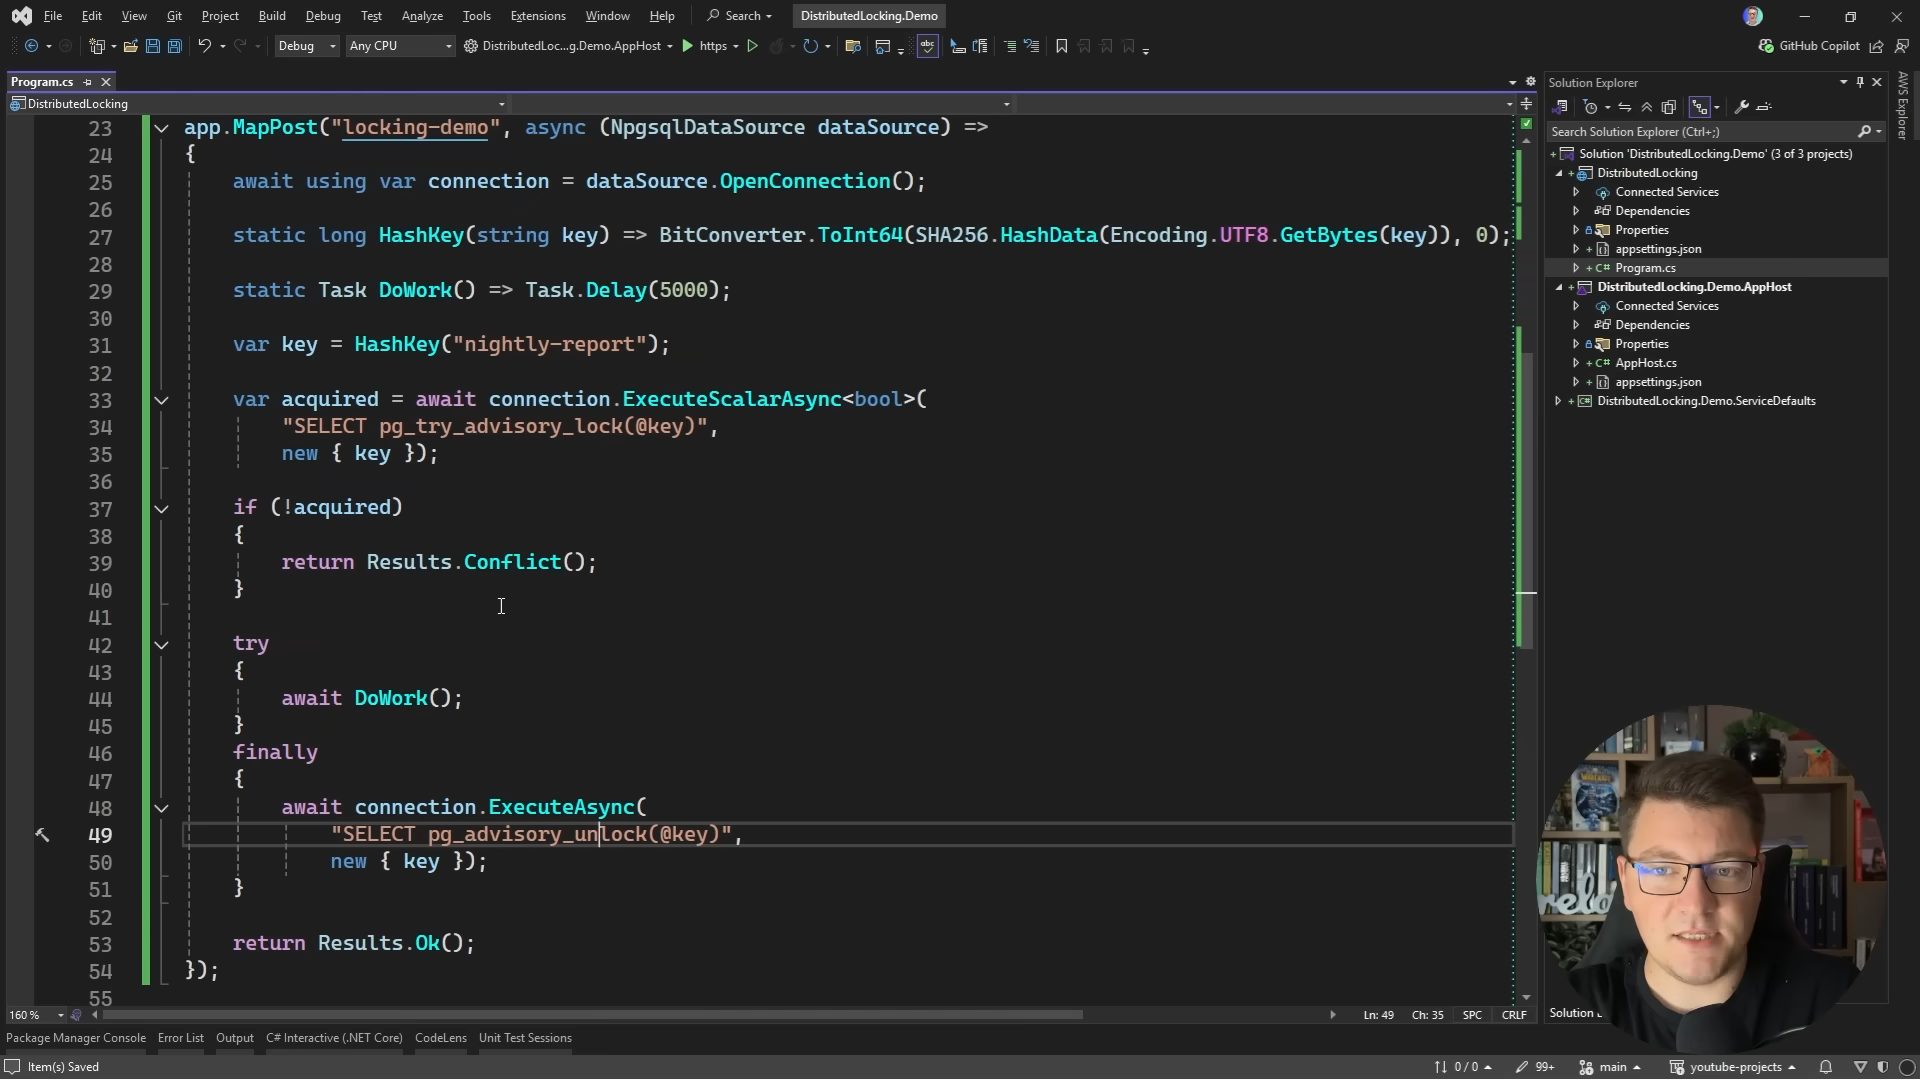 File Edit View Git Project Build Debug Test Analyze Tools Extensions Window Help Search DistributedLocking.Demo
Debug Any CPU DistributedLoc...g.Demo.AppHost https abc GitHub Copilot
Program.cs
DistributedLocking
23 app.MapPost("locking-demo", async (NpgsqlDataSource dataSource) =>
24 {
25 await using var connection = dataSource.OpenConnection();
26
27 static long HashKey(string key) => BitConverter.ToInt64(SHA256.HashData(Encoding.UTF8.GetBytes(key)), 0);
28
29 static Task DoWork() => Task.Delay(5000);
30
31 var key = HashKey("nightly-report");
32
33 var acquired = await connection.ExecuteScalarAsync<bool>(
34 "SELECT pg_try_advisory_lock(@key)",
35 new { key });
36
37 if (!acquired)
38 {
39 return Results.Conflict();
40 }
41
42 try
43 {
44 await DoWork();
45 }
46 finally
47 {
48 await connection.ExecuteAsync(
49 "SELECT pg_advisory_unlock(@key)",
50 new { key });
51 }
52
53 return Results.Ok();
54 });
55
160 % Ln: 49 Ch: 35 SPC CRLF
Package Manager Console Error List Output C# Interactive (.NET Core) CodeLens Unit Test Sessions
Item(s) Saved 0 / 0 99+ main youtube-projects
Solution Explorer
Search Solution Explorer (Ctrl+;)
Solution 'DistributedLocking.Demo' (3 of 3 projects)
DistributedLocking
Connected Services
Dependencies
Properties
appsettings.json
C# Program.cs
DistributedLocking.Demo.AppHost
Connected Services
Dependencies
Properties
C# AppHost.cs
appsettings.json
DistributedLocking.Demo.ServiceDefaults
Solution E
AWS Explorer